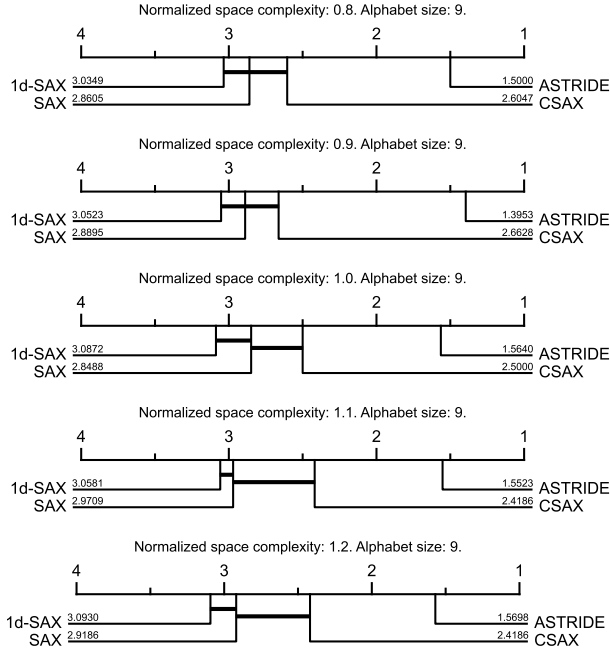 Normalized space complexity: 0.8. Alphabet size: 9.
4 3 2 1
1d-SAX 3.0349 1.5000 ASTRIDE
SAX 2.8605 2.6047 CSAX
Normalized space complexity: 0.9. Alphabet size: 9.
4 3 2 1
1d-SAX 3.0523 1.3953 ASTRIDE
SAX 2.8895 2.6628 CSAX
Normalized space complexity: 1.0. Alphabet size: 9.
4 3 2 1
1d-SAX 3.0872 1.5640 ASTRIDE
SAX 2.8488 2.5000 CSAX
Normalized space complexity: 1.1. Alphabet size: 9.
4 3 2 1
1d-SAX 3.0581 1.5523 ASTRIDE
SAX 2.9709 2.4186 CSAX
Normalized space complexity: 1.2. Alphabet size: 9.
4 3 2 1
1d-SAX 3.0930 1.5698 ASTRIDE
SAX 2.9186 2.4186 CSAX